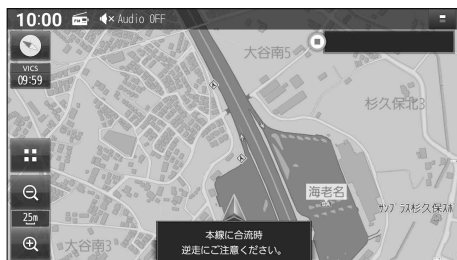 10:00 Audio OFF
VICS
09:59
大谷南5
杉久保北3
海老名
25m
大谷南3
本線に合流時
逆走にご注意ください。